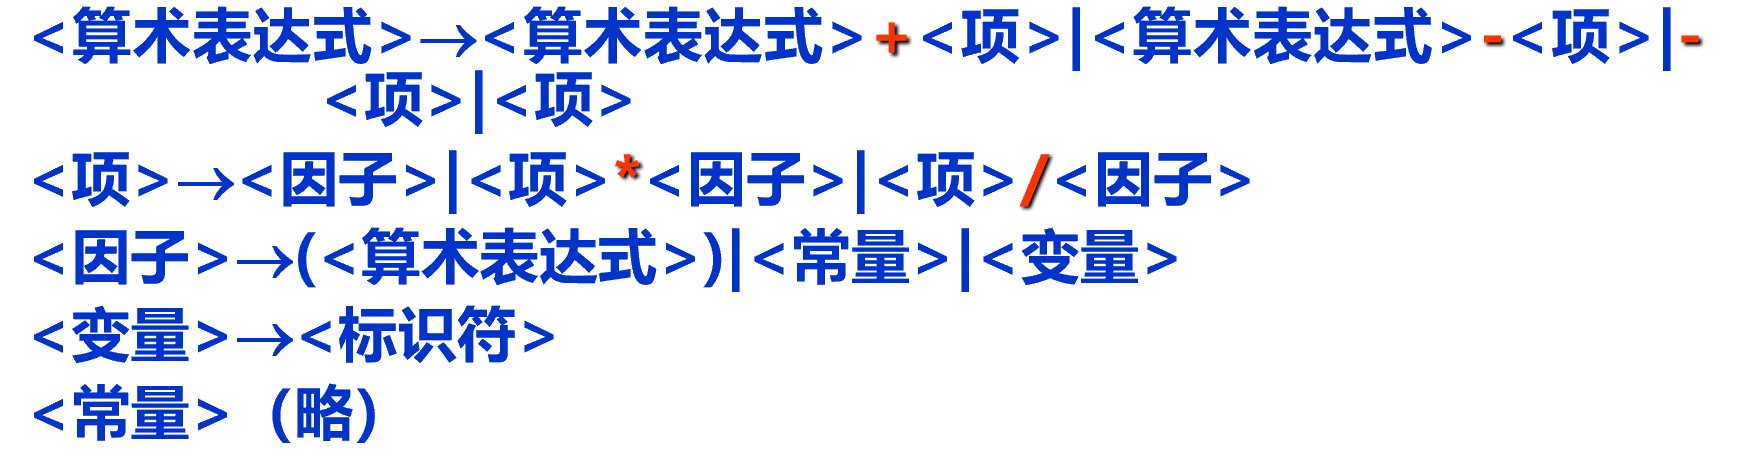 <算术表达式>→<算术表达式>+<项>|<算术表达式>-<项>|-
<项>|<项>
<项>→<因子>|<项>*<因子>|<项>/<因子>
<因子>→(<算术表达式>)|<常量>|<变量>
<变量>→<标识符>
<常量>（略）